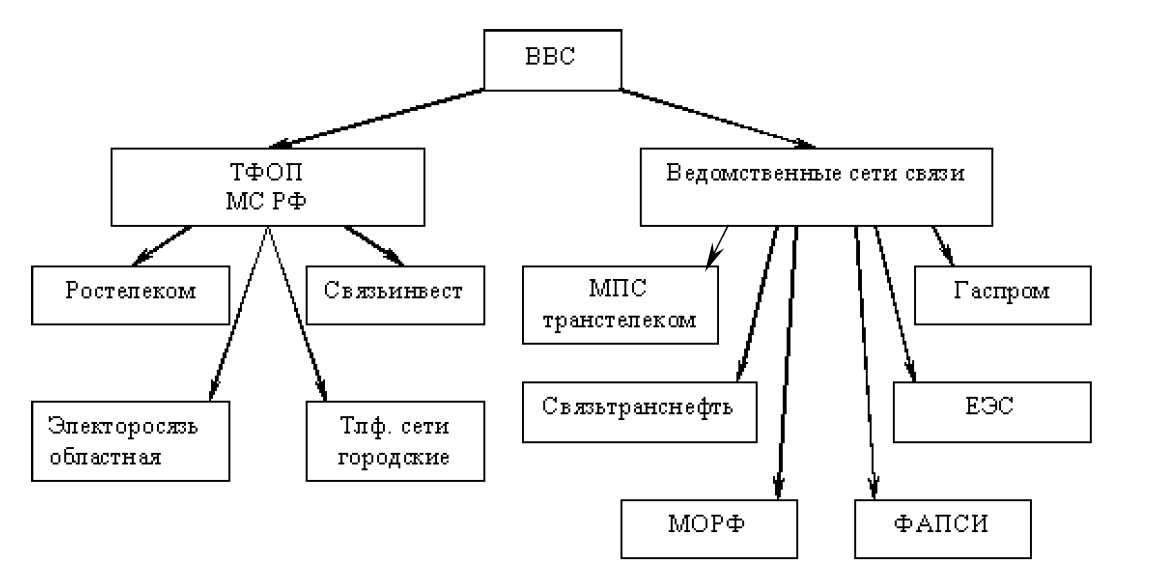 ВВС
ТФОП
МС РФ
Ведомственные сети связи
Ростелеком
Связьинвест
МПС
транстелеком
Гаспром
Электоросязь
областная
Тлф. сети
городские
Связьтранснефть
ЕЭС
МОРФ
ФАПСИ